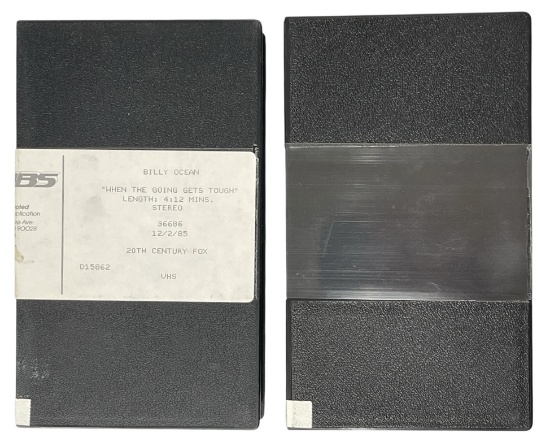 BILLY OCEAN
"WHEN THE GOING GETS TOUGH"
LENGTH: 4:12 MINS.
STEREO
36686
12/2/85
20TH CENTURY FOX
D15862
VHS
90028